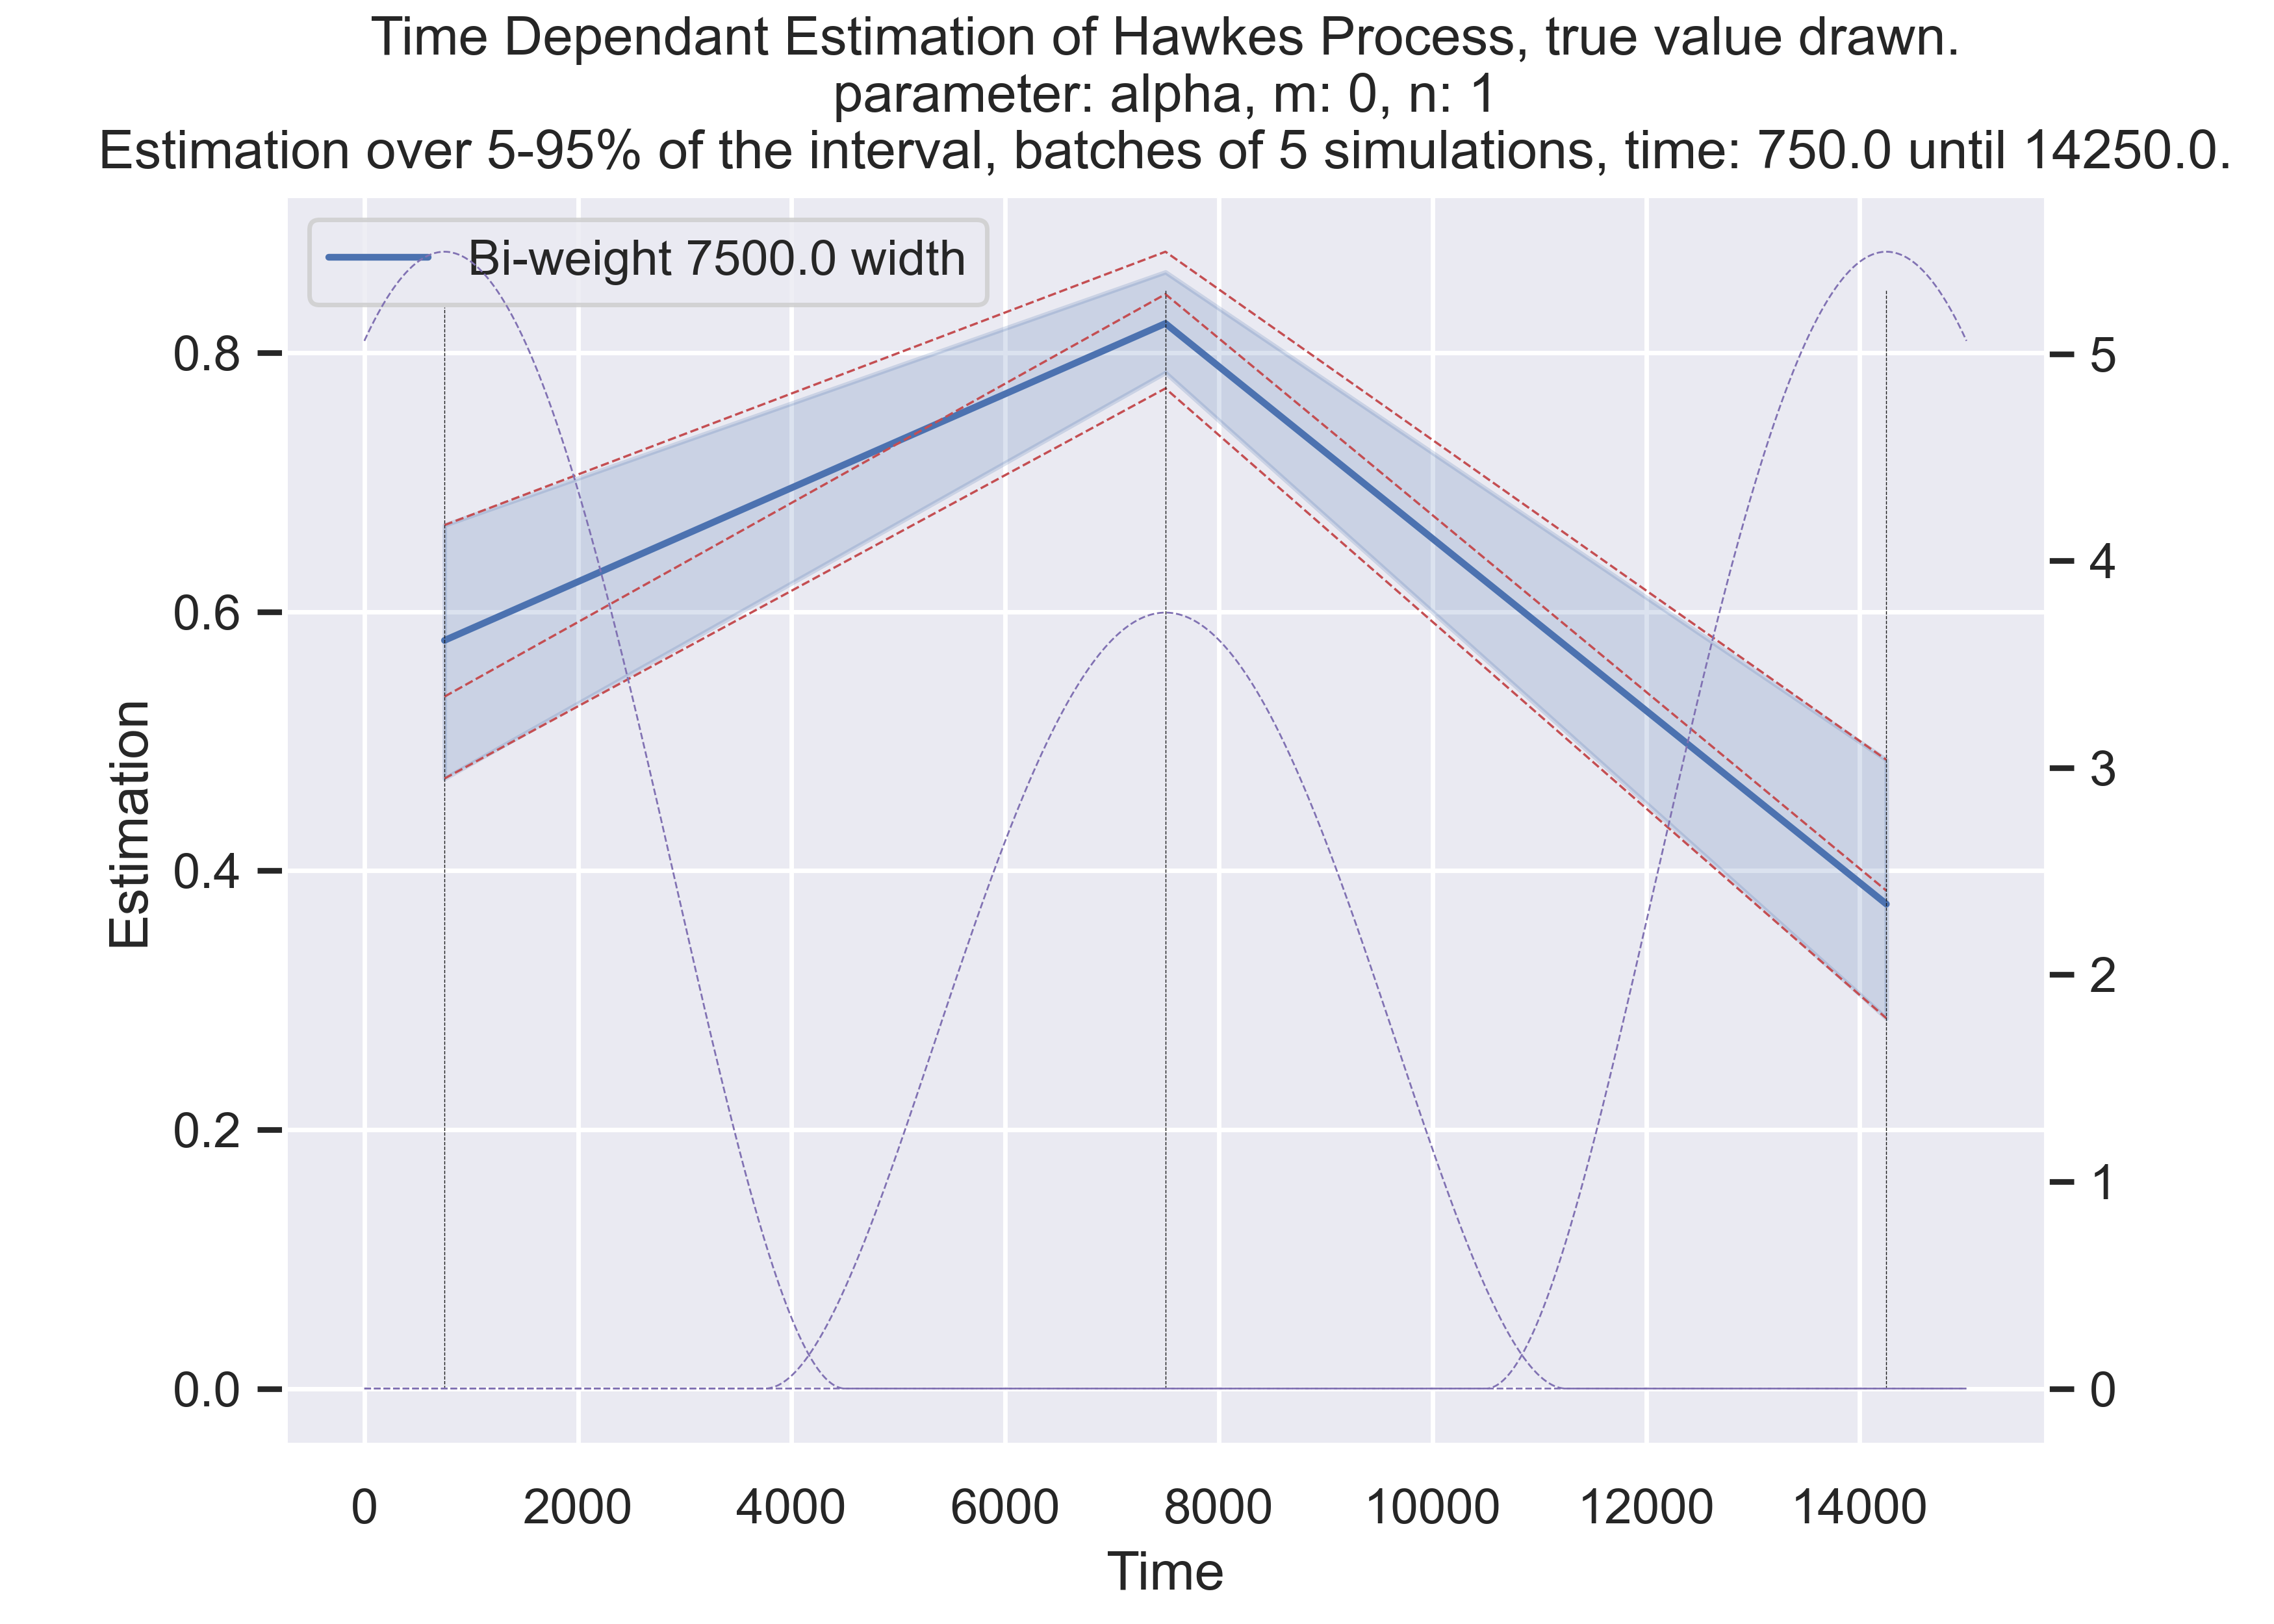 Time Dependant Estimation of Hawkes Process, true value drawn.
parameter: alpha, m: 0, n: 1
Estimation over 5-95% of the interval, batches of 5 simulations, time: 750.0 until 14250.0.
Bi-weight 7500.0 width
0.8
0.6
0.4
0.2
0.0
Estimation
5
4
3
2
1
0
0 2000 4000 6000 8000 10000 12000 14000
Time